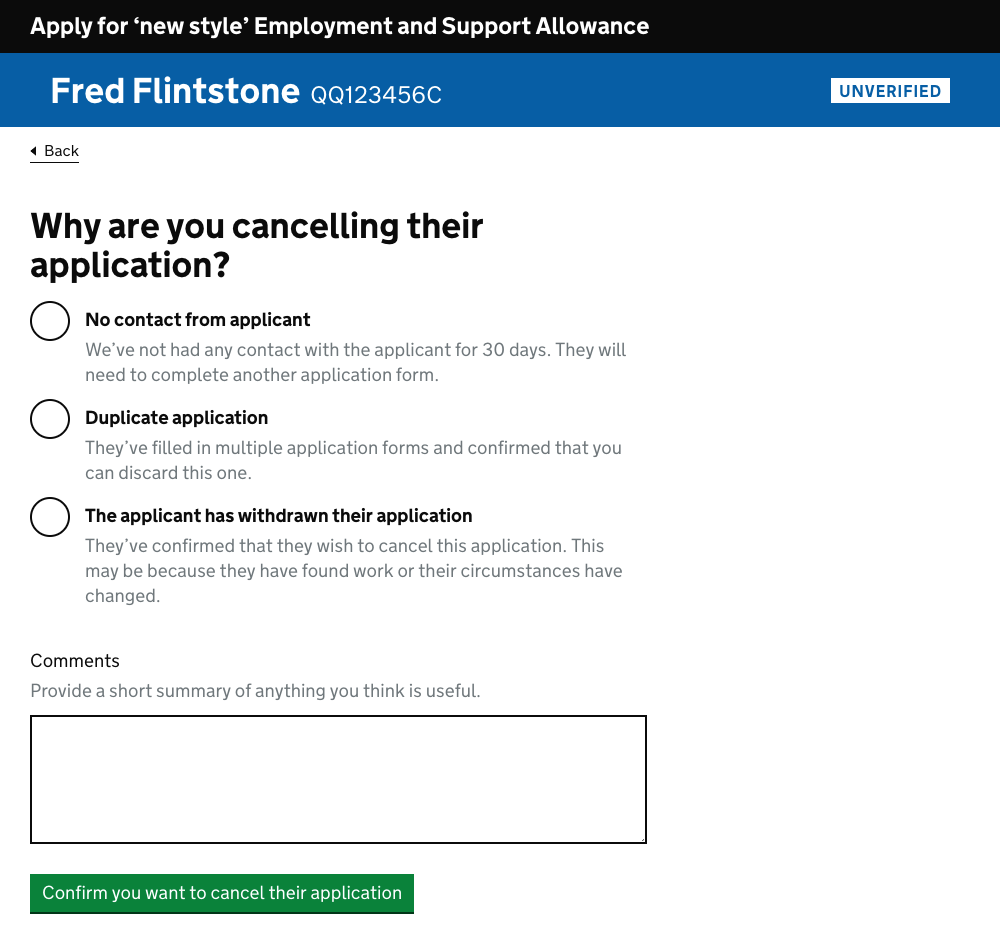 Apply for ‘new style’ Employment and Support Allowance
Fred Flintstone QQ123456C
UNVERIFIED
Back
Why are you cancelling their
application?
No contact from applicant
We’ve not had any contact with the applicant for 30 days. They will
need to complete another application form.
Duplicate application
They’ve filled in multiple application forms and confirmed that you
can discard this one.
The applicant has withdrawn their application
They’ve confirmed that they wish to cancel this application. This
may be because they have found work or their circumstances have
changed.
Comments
Provide a short summary of anything you think is useful.
Confirm you want to cancel their application